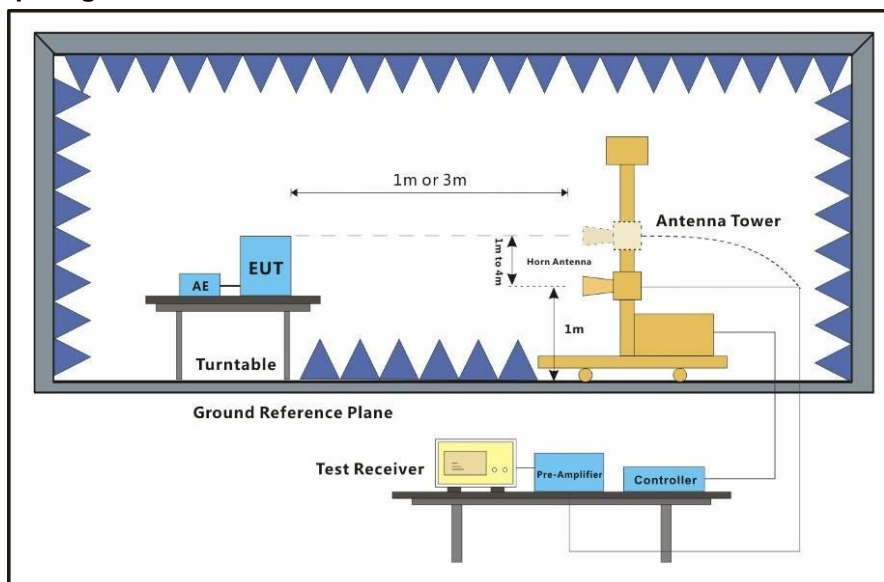 1m or 3m
Antenna Tower
1m to 4m
Horn Antenna
EUT
AE
1m
Turntable
Ground Reference Plane
Test Receiver
Pre-Amplifier
Controller